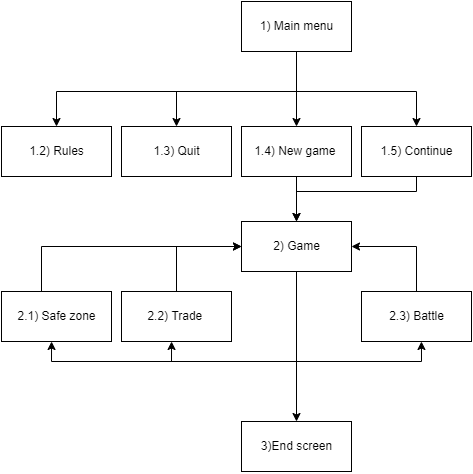 1) Main menu
1.2) Rules
1.3) Quit
1.4) New game
1.5) Continue
2) Game
2.1) Safe zone
2.2) Trade
2.3) Battle
3)End screen